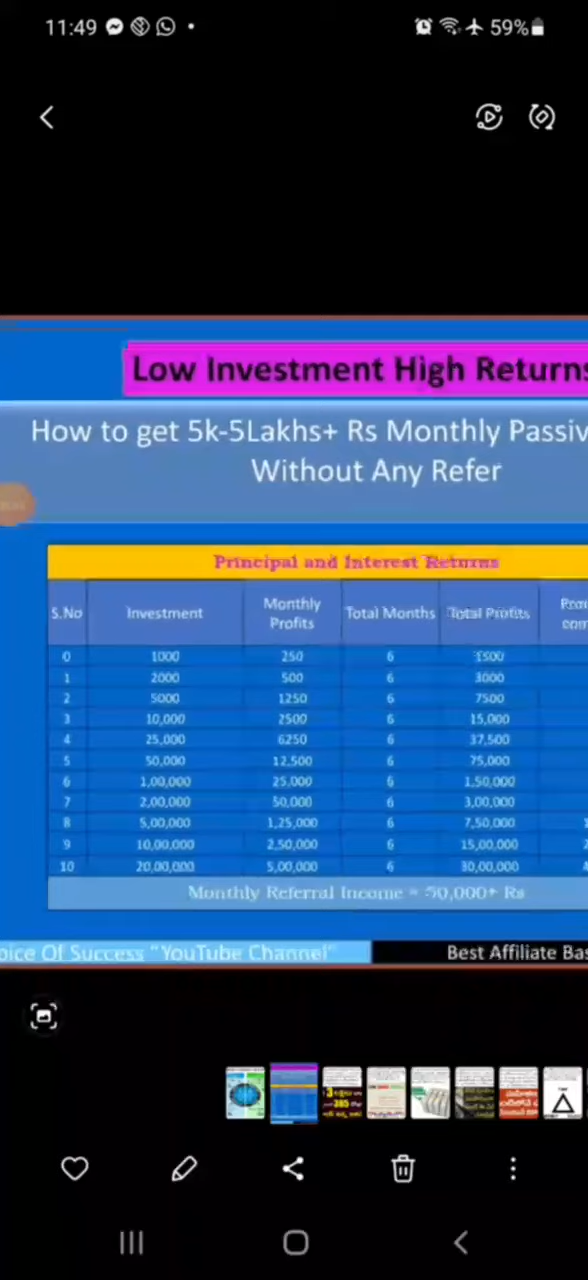 11:49
59%
Low Investment High Returns
How to get 5k-5Lakhs+ Rs Monthly Passiv
Without Any Refer
Principal and Interest Returns
S.No Investment Monthly Profits Total Months Total Profits
0 1000 250 6 1500
1 2000 500 6 3000
2 5000 1250 6 7500
3 10,000 2500 6 15,000
4 25,000 6250 6 37,500
5 50,000 12,500 6 75,000
6 1,00,000 25,000 6 1,50,000
7 2,00,000 50,000 6 3,00,000
8 5,00,000 1,25,000 6 7,50,000
9 10,00,000 2,50,000 6 15,00,000
10 20,00,000 5,00,000 6 30,00,000
Monthly Referral Income = 50,000+ Rs
oice Of Success "YouTube Channel"
Best Affiliate Bas